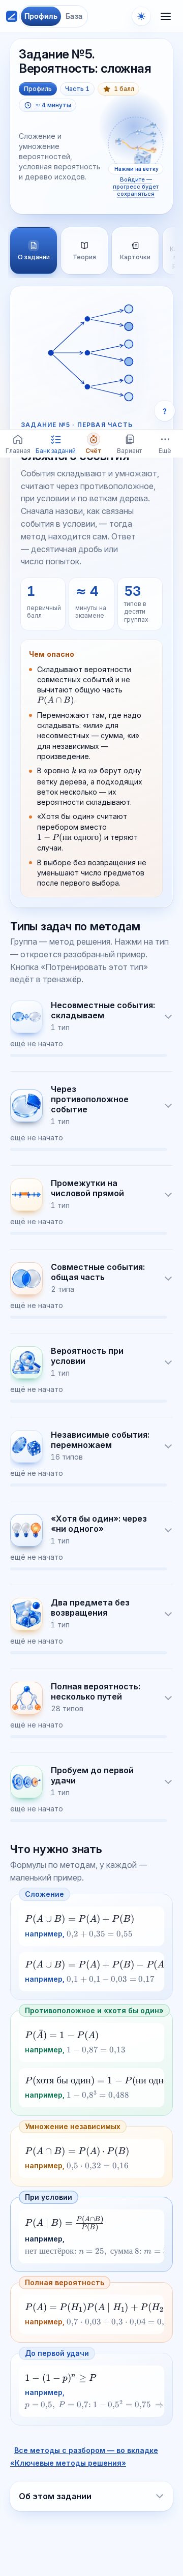 Профиль База
Задание №5.
Вероятность: сложная
Профиль Часть 1 1 балл
≈ 4 минуты
Сложение и
умножение
вероятностей,
условная вероятность
и дерево исходов.
Нажми на ветку
Войдите —
прогресс будет
сохраняться
О задании
Теория
Карточки
ЗАДАНИЕ №5 · ПЕРВАЯ ЧАСТЬ
?
Главная Банк заданий Счёт Вариант Ещё
События складывают и умножают,
считают через противоположное,
при условии и по веткам дерева.
Сначала назови, как связаны
события в условии, — и тогда
метод находится сам. Ответ
— десятичная дробь или
число попыток.
1
первичный
балл
≈ 4
минуты на
экзамене
53
типов в
десяти
группах
Чем опасно
Складывают вероятности
совместных событий и не
вычитают общую часть
P(A ∩ B).
Перемножают там, где надо
складывать: «или» для
несовместных — сумма, «и»
для независимых —
произведение.
В «ровно k из n» берут одну
ветку дерева, а подходящих
веток несколько — их
вероятности складывают.
«Хотя бы один» считают
перебором вместо
1 − P(ни одного) и теряют
случаи.
В выборе без возвращения не
уменьшают число предметов
после первого выбора.
Типы задач по методам
Группа — метод решения. Нажми на тип
— откроется разобранный пример.
Кнопка «Потренировать этот тип»
ведёт в тренажёр.
Несовместные события:
складываем
1 тип
ещё не начато
Через
противоположное
событие
1 тип
ещё не начато
Промежутки на
числовой прямой
1 тип
ещё не начато
Совместные события:
общая часть
2 типа
ещё не начато
Вероятность при
условии
1 тип
ещё не начато
Независимые события:
перемножаем
16 типов
ещё не начато
«Хотя бы один»: через
«ни одного»
1 тип
ещё не начато
Два предмета без
возвращения
1 тип
ещё не начато
Полная вероятность:
несколько путей
28 типов
ещё не начато
Пробуем до первой
удачи
1 тип
ещё не начато
Что нужно знать
Формулы по методам, у каждой —
маленький пример.
Сложение
P(A ∪ B) = P(A) + P(B)
например, 0,2 + 0,35 = 0,55
P(A ∪ B) = P(A) + P(B) − P(A
например, 0,1 + 0,1 − 0,03 = 0,17
Противоположное и «хотя бы один»
P(Ā) = 1 − P(A)
например, 1 − 0,87 = 0,13
P(хотя бы один) = 1 − P(ни одн
например, 1 − 0,8³ = 0,488
Умножение независимых
P(A ∩ B) = P(A) · P(B)
например, 0,5 · 0,32 = 0,16
При условии
P(A | B) = P(A∩B)/P(B)
например,
нет шестёрок: n = 25, сумма 8: m =
Полная вероятность
P(A) = P(H₁)P(A | H₁) + P(H₂
например, 0,7 · 0,03 + 0,3 · 0,04 = 0,
До первой удачи
1 − (1 − p)ⁿ ≥ P
например,
p = 0,5, P = 0,7: 1 − 0,5² = 0,75 ⇒
Все методы с разбором — во вкладке
«Ключевые методы решения»
Об этом задании